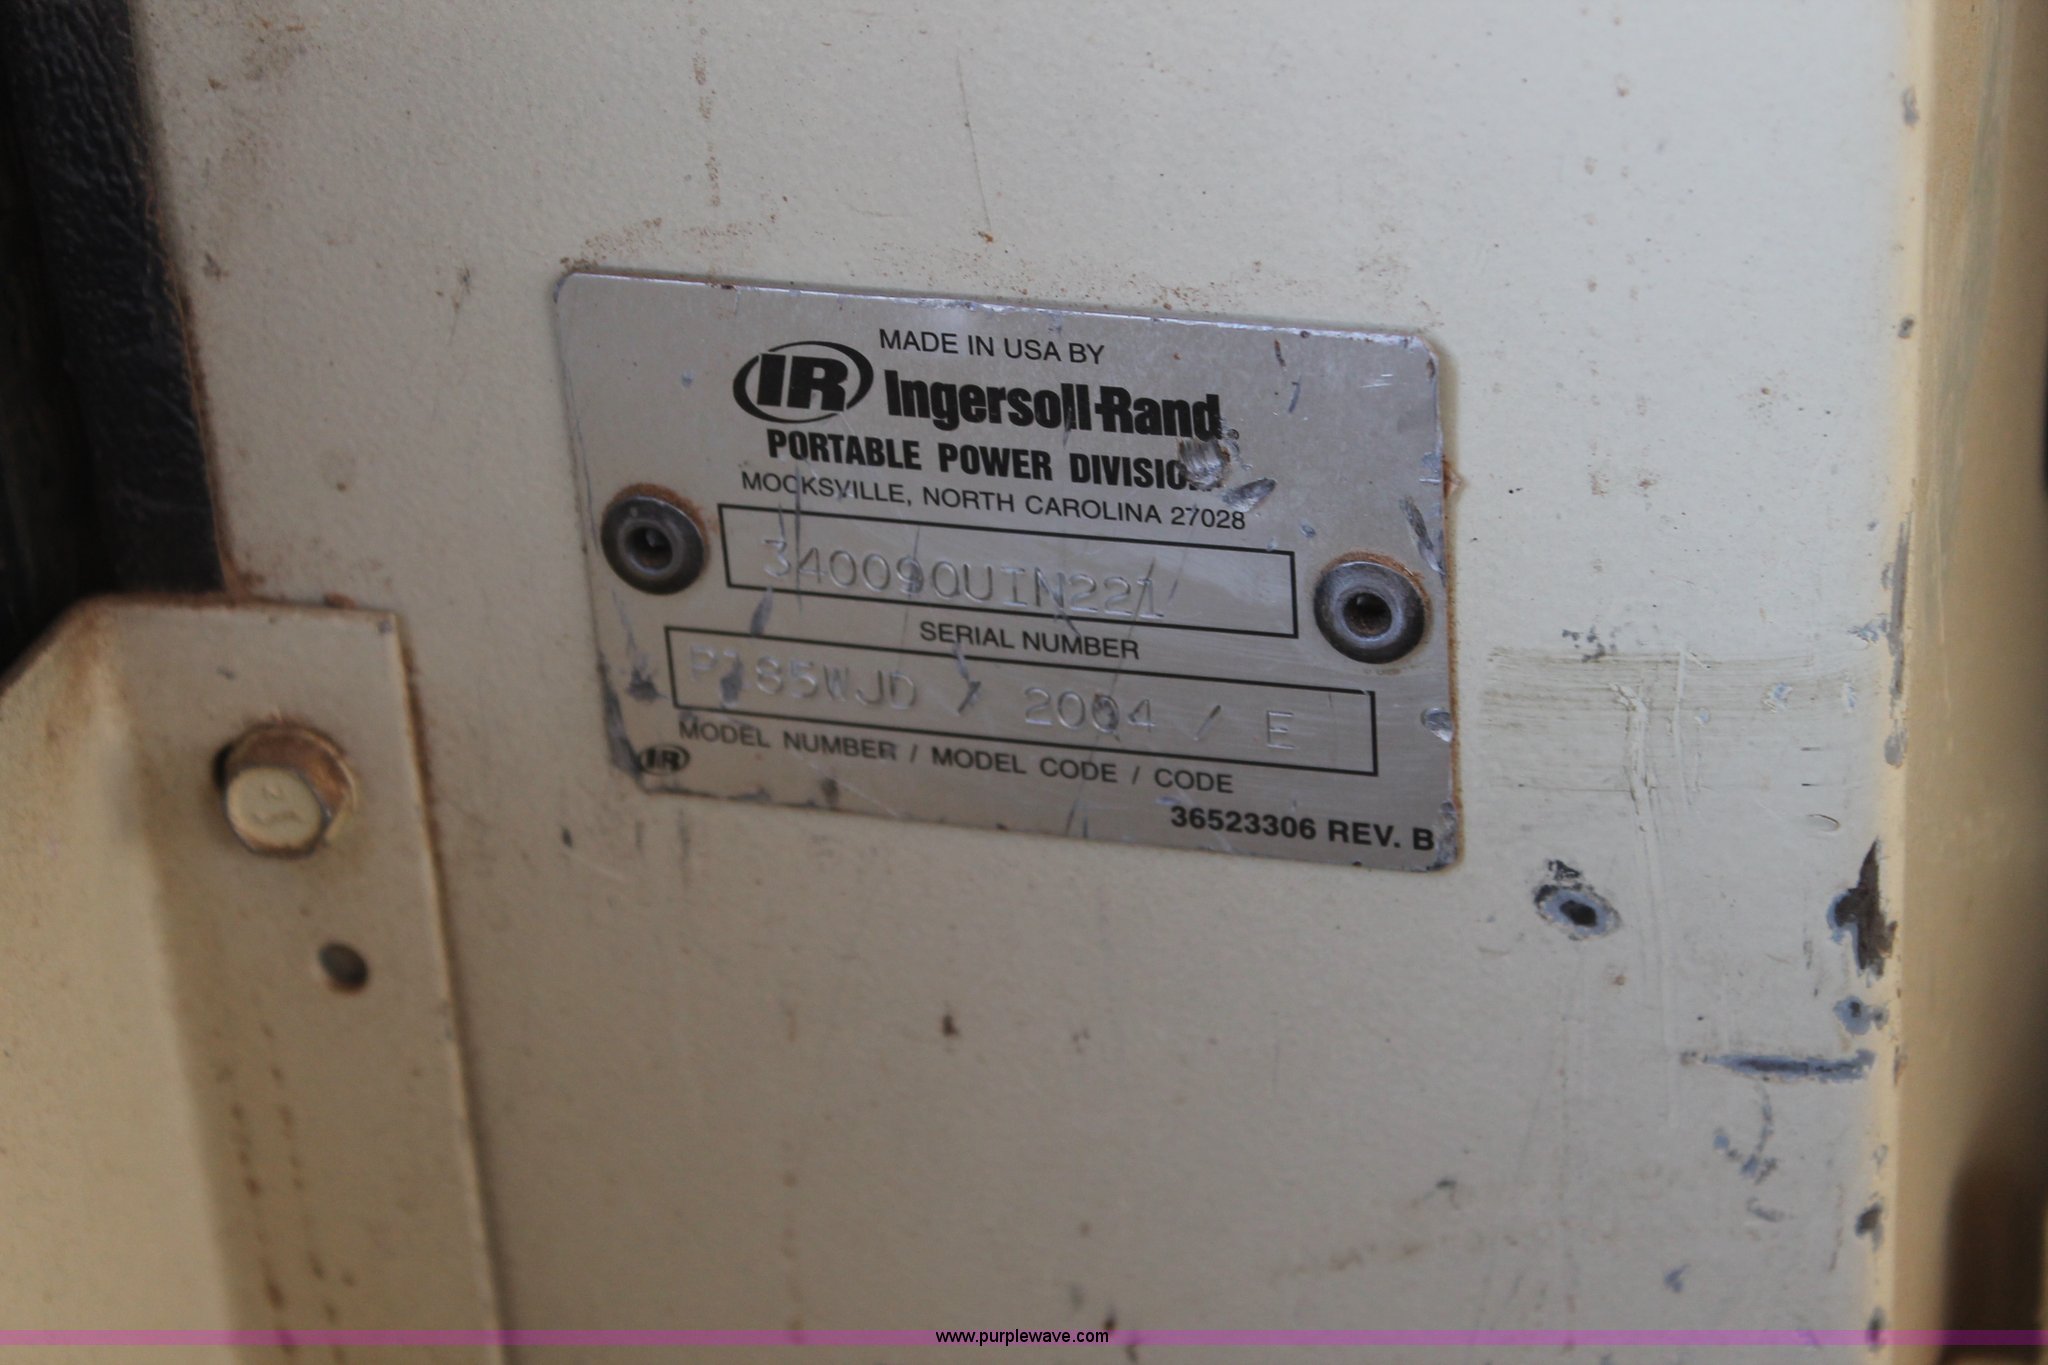 MADE IN USA BY
IR Ingersoll-Rand
PORTABLE POWER DIVISION
MOCKSVILLE, NORTH CAROLINA 27028
340090UIN221
SERIAL NUMBER
P185WJD / 2004 / E
MODEL NUMBER / MODEL CODE / CODE
IR
36523306 REV. B
www.purplewave.com